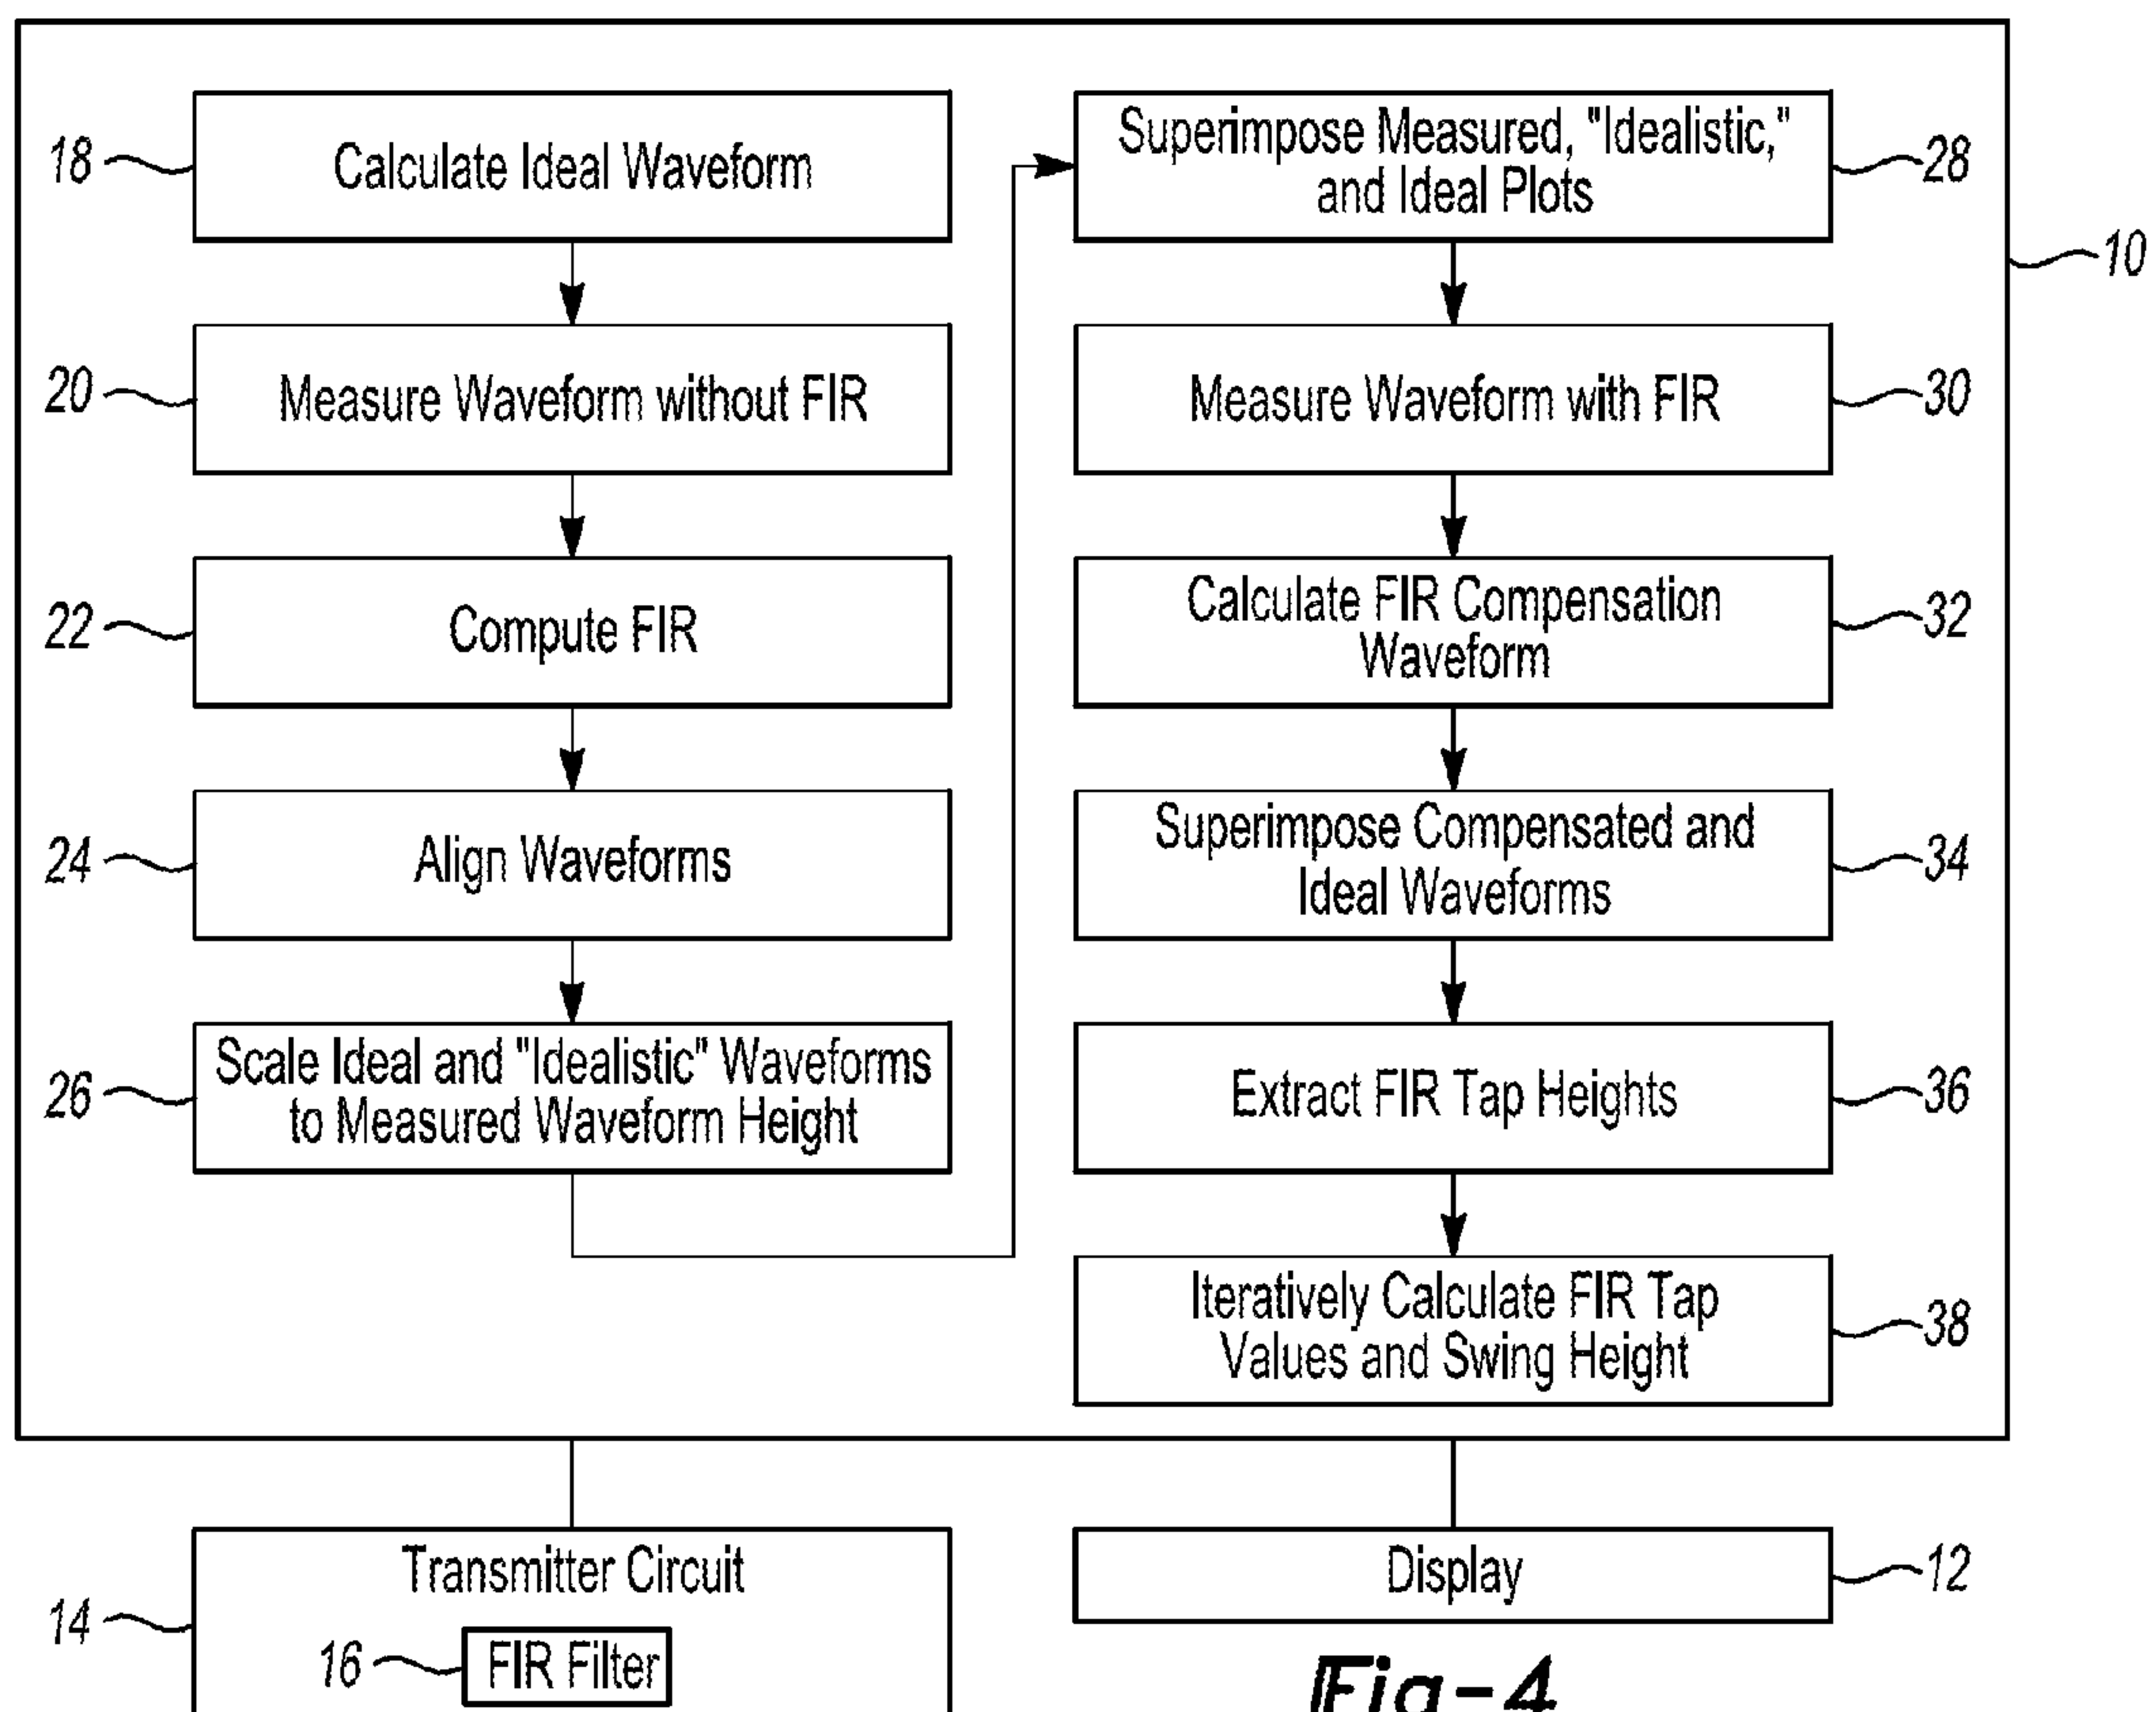 18
Calculate Ideal Waveform
20
Measure Waveform without FIR
22
Compute FIR
24
Align Waveforms
26
Scale Ideal and "Idealistic" Waveforms
to Measured Waveform Height
Superimpose Measured, "Idealistic,"
and Ideal Plots
28
10
Measure Waveform with FIR
30
Calculate FIR Compensation
Waveform
32
Superimpose Compensated and
Ideal Waveforms
34
Extract FIR Tap Heights
36
Iteratively Calculate FIR Tap
Values and Swing Height
38
Transmitter Circuit
14
16
FIR Filter
Display
12
Fig-4